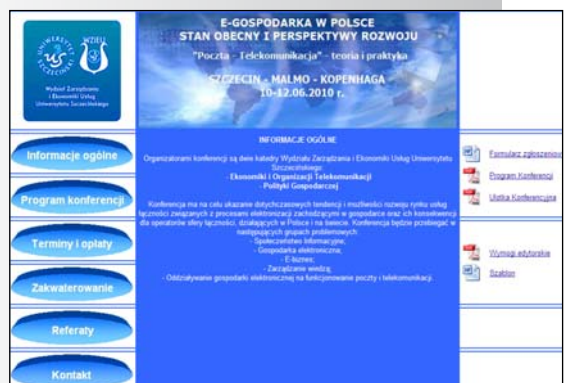 UNIWERSYTET SZCZECIŃSKI
WZIEU
Wydział Zarządzania
i Ekonomiki Usług
Uniwersytetu Szczecińskiego
E-GOSPODARKA W POLSCE
STAN OBECNY I PERSPEKTYWY ROZWOJU
"Poczta - Telekomunikacja" - teoria i praktyka
SZCZECIN - MALMO - KOPENHAGA
10-12.06.2010 r.
Informacje ogólne
Program konferencji
Terminy i opłaty
Zakwaterowanie
Referaty
Kontakt
INFORMACJE OGÓLNE
Organizatorami konferencji są dwie katedry Wydziału Zarządzania i Ekonomiki Usług Uniwersytetu
Szczecińskiego:
- Ekonomiki i Organizacji Telekomunikacji
- Polityki Gospodarczej
Konferencja ma na celu ukazanie dotychczasowych tendencji i możliwości rozwoju rynku usług
łączności związanych z procesami elektronizacji zachodzącymi w gospodarce oraz ich konsekwencji
dla operatorów sfery łączności, działających w Polsce i na świecie. Konferencja będzie przebiegać w
następujących grupach problemowych:
- Społeczeństwo Informacyjne;
- Gospodarka elektroniczna;
- E-biznes;
- Zarządzanie wiedzą;
- Oddziaływanie gospodarki elektronicznej na funkcjonowanie poczty i telekomunikacji.
Formularz zgłoszeniow
Program Konferencji
Ulotka Konferencyjna
Wymogi edytorskie
Szablon